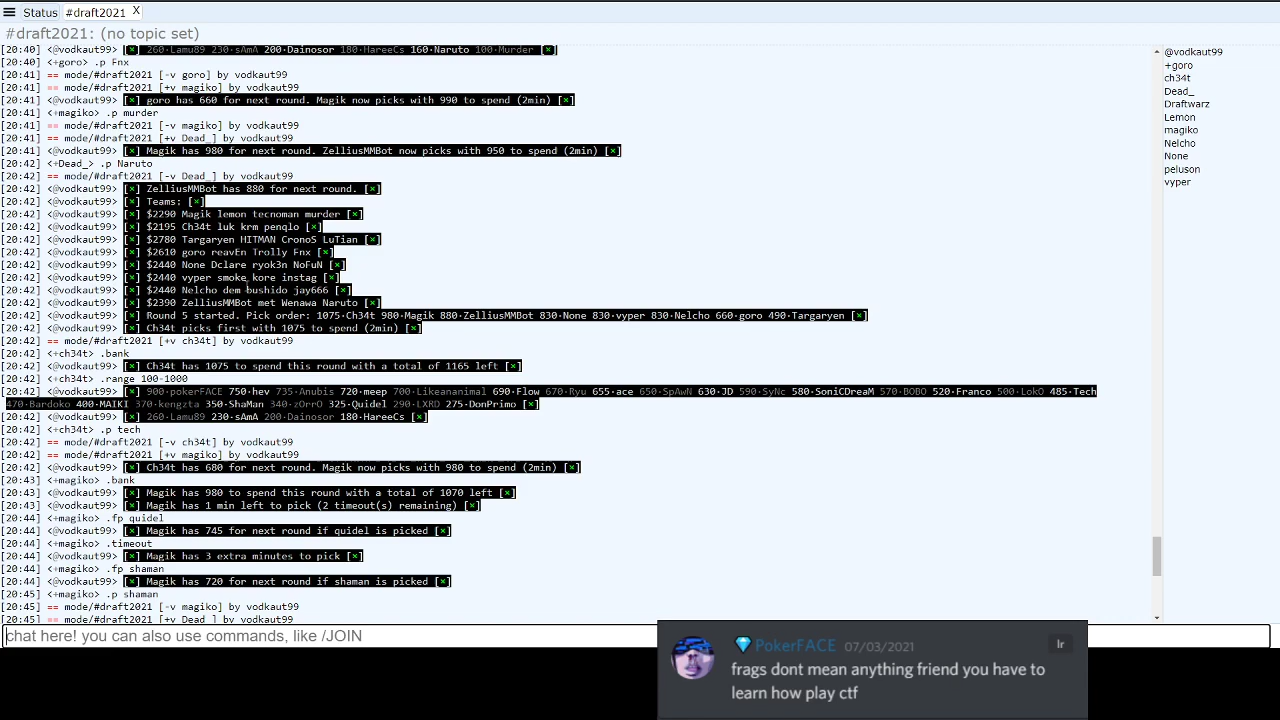 Status #draft2021 X
#draft2021: (no topic set)
[20:40] <@vodkaut99> [×] 260·Lamu89 230·sAmA 200·Dainosor 180·HareeCs 160·Naruto 100·Murder [×]
[20:40] <+goro> .p Fnx
[20:41] == mode/#draft2021 [-v goro] by vodkaut99
[20:41] == mode/#draft2021 [+v magiko] by vodkaut99
[20:41] <@vodkaut99> [×] goro has 660 for next round. Magik now picks with 990 to spend (2min) [×]
[20:41] <+magiko> .p murder
[20:41] == mode/#draft2021 [-v magiko] by vodkaut99
[20:41] == mode/#draft2021 [+v Dead_] by vodkaut99
[20:41] <@vodkaut99> [×] Magik has 980 for next round. ZelliusMMBot now picks with 950 to spend (2min) [×]
[20:42] <+Dead_> .p Naruto
[20:42] == mode/#draft2021 [-v Dead_] by vodkaut99
[20:42] <@vodkaut99> [×] ZelliusMMBot has 880 for next round. [×]
[20:42] <@vodkaut99> [×] Teams: [×]
[20:42] <@vodkaut99> [×] $2290 Magik lemon tecnoman murder [×]
[20:42] <@vodkaut99> [×] $2195 Ch34t luk krm penqlo [×]
[20:42] <@vodkaut99> [×] $2780 Targaryen HITMAN CronoS LuTian [×]
[20:42] <@vodkaut99> [×] $2610 goro reavEn Trolly Fnx [×]
[20:42] <@vodkaut99> [×] $2440 None Dclare ryok3n NoFuN [×]
[20:42] <@vodkaut99> [×] $2440 vyper smoke kore instag [×]
[20:42] <@vodkaut99> [×] $2440 Nelcho dem bushido jay666 [×]
[20:42] <@vodkaut99> [×] $2390 ZelliusMMBot met Wenawa Naruto [×]
[20:42] <@vodkaut99> [×] Round 5 started. Pick order: 1075·Ch34t 980·Magik 880·ZelliusMMBot 830·None 830·vyper 830·Nelcho 660·goro 490·Targaryen [×]
[20:42] <@vodkaut99> [×] Ch34t picks first with 1075 to spend (2min) [×]
[20:42] == mode/#draft2021 [+v ch34t] by vodkaut99
[20:42] <+ch34t> .bank
[20:42] <@vodkaut99> [×] Ch34t has 1075 to spend this round with a total of 1165 left [×]
[20:42] <+ch34t> .range 100-1000
[20:42] <@vodkaut99> [×] 900·pokerFACE 750·hev 735·Anubis 720·meep 700·Likeananimal 690·Flow 670·Ryu 655·ace 650·SpAwN 630·JD 590·SyNc 580·SoniCDreaM 570·BOBO 520·Franco 500·LokO 485·Tech
470·Bardoko 400·MAIKI 370·kengzta 350·ShaMan 340·zOrrO 325·Quidel 290·LXRD 275·DonPrimo [×]
[20:42] <@vodkaut99> [×] 260·Lamu89 230·sAmA 200·Dainosor 180·HareeCs [×]
[20:42] <+ch34t> .p tech
[20:42] == mode/#draft2021 [-v ch34t] by vodkaut99
[20:42] == mode/#draft2021 [+v magiko] by vodkaut99
[20:42] <@vodkaut99> [×] Ch34t has 680 for next round. Magik now picks with 980 to spend (2min) [×]
[20:43] <+magiko> .bank
[20:43] <@vodkaut99> [×] Magik has 980 to spend this round with a total of 1070 left [×]
[20:43] <@vodkaut99> [×] Magik has 1 min left to pick (2 timeout(s) remaining) [×]
[20:44] <+magiko> .fp quidel
[20:44] <@vodkaut99> [×] Magik has 745 for next round if quidel is picked [×]
[20:44] <+magiko> .timeout
[20:44] <@vodkaut99> [×] Magik has 3 extra minutes to pick [×]
[20:44] <+magiko> .fp shaman
[20:44] <@vodkaut99> [×] Magik has 720 for next round if shaman is picked [×]
[20:45] <+magiko> .p shaman
[20:45] == mode/#draft2021 [-v magiko] by vodkaut99
[20:45] == mode/#draft2021 [+v Dead_] by vodkaut99
@vodkaut99
+goro
ch34t
Dead_
Draftwarz
Lemon
magiko
Nelcho
None
peluson
vyper
chat here! you can also use commands, like /JOIN
PokerFACE 07/03/2021 Ir
frags dont mean anything friend you have to
learn how play ctf